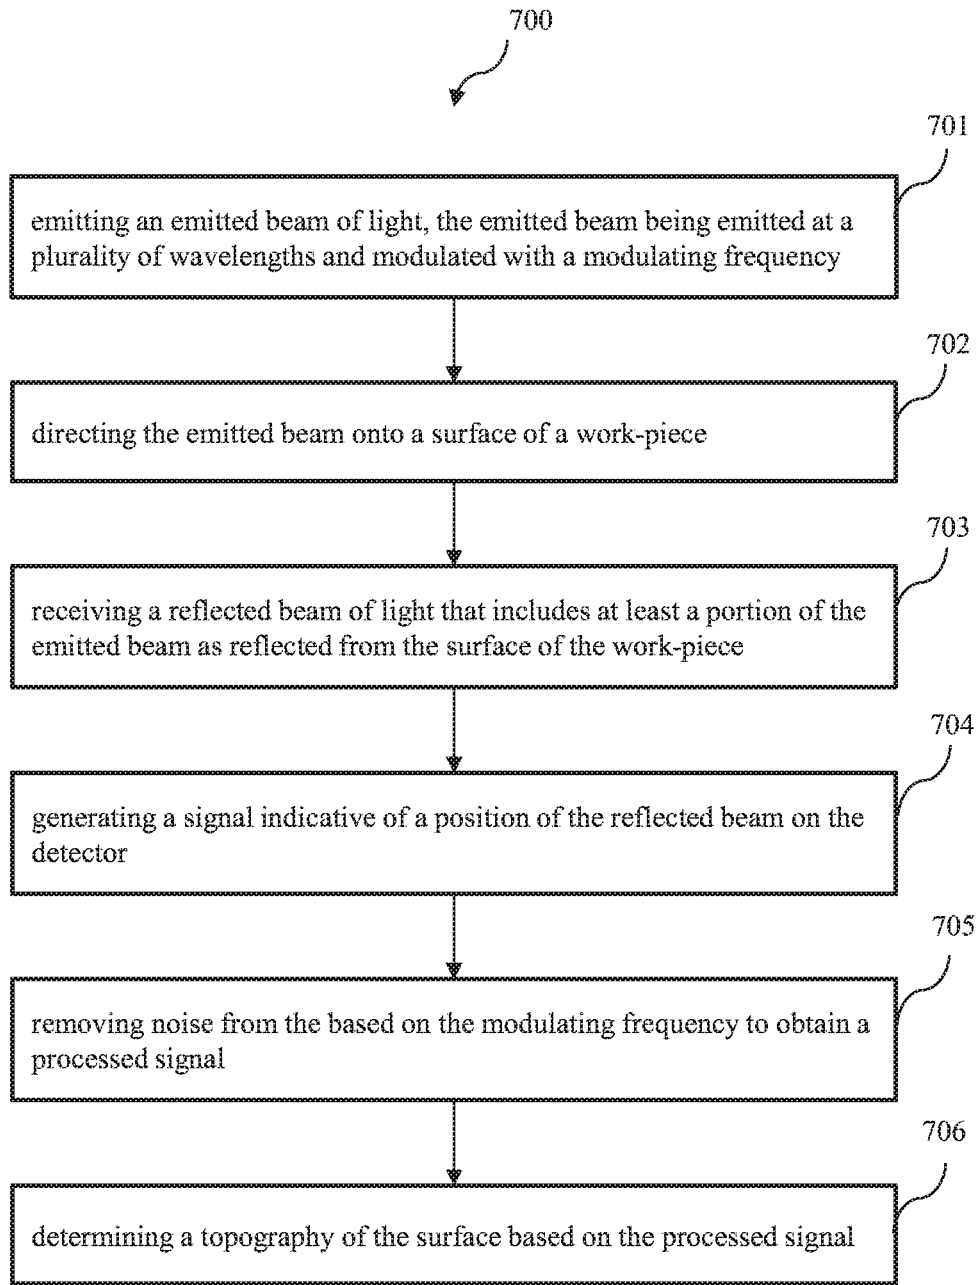 700
701
emitting an emitted beam of light, the emitted beam being emitted at a
plurality of wavelengths and modulated with a modulating frequency
702
directing the emitted beam onto a surface of a work-piece
703
receiving a reflected beam of light that includes at least a portion of the
emitted beam as reflected from the surface of the work-piece
704
generating a signal indicative of a position of the reflected beam on the
detector
705
removing noise from the based on the modulating frequency to obtain a
processed signal
706
determining a topography of the surface based on the processed signal